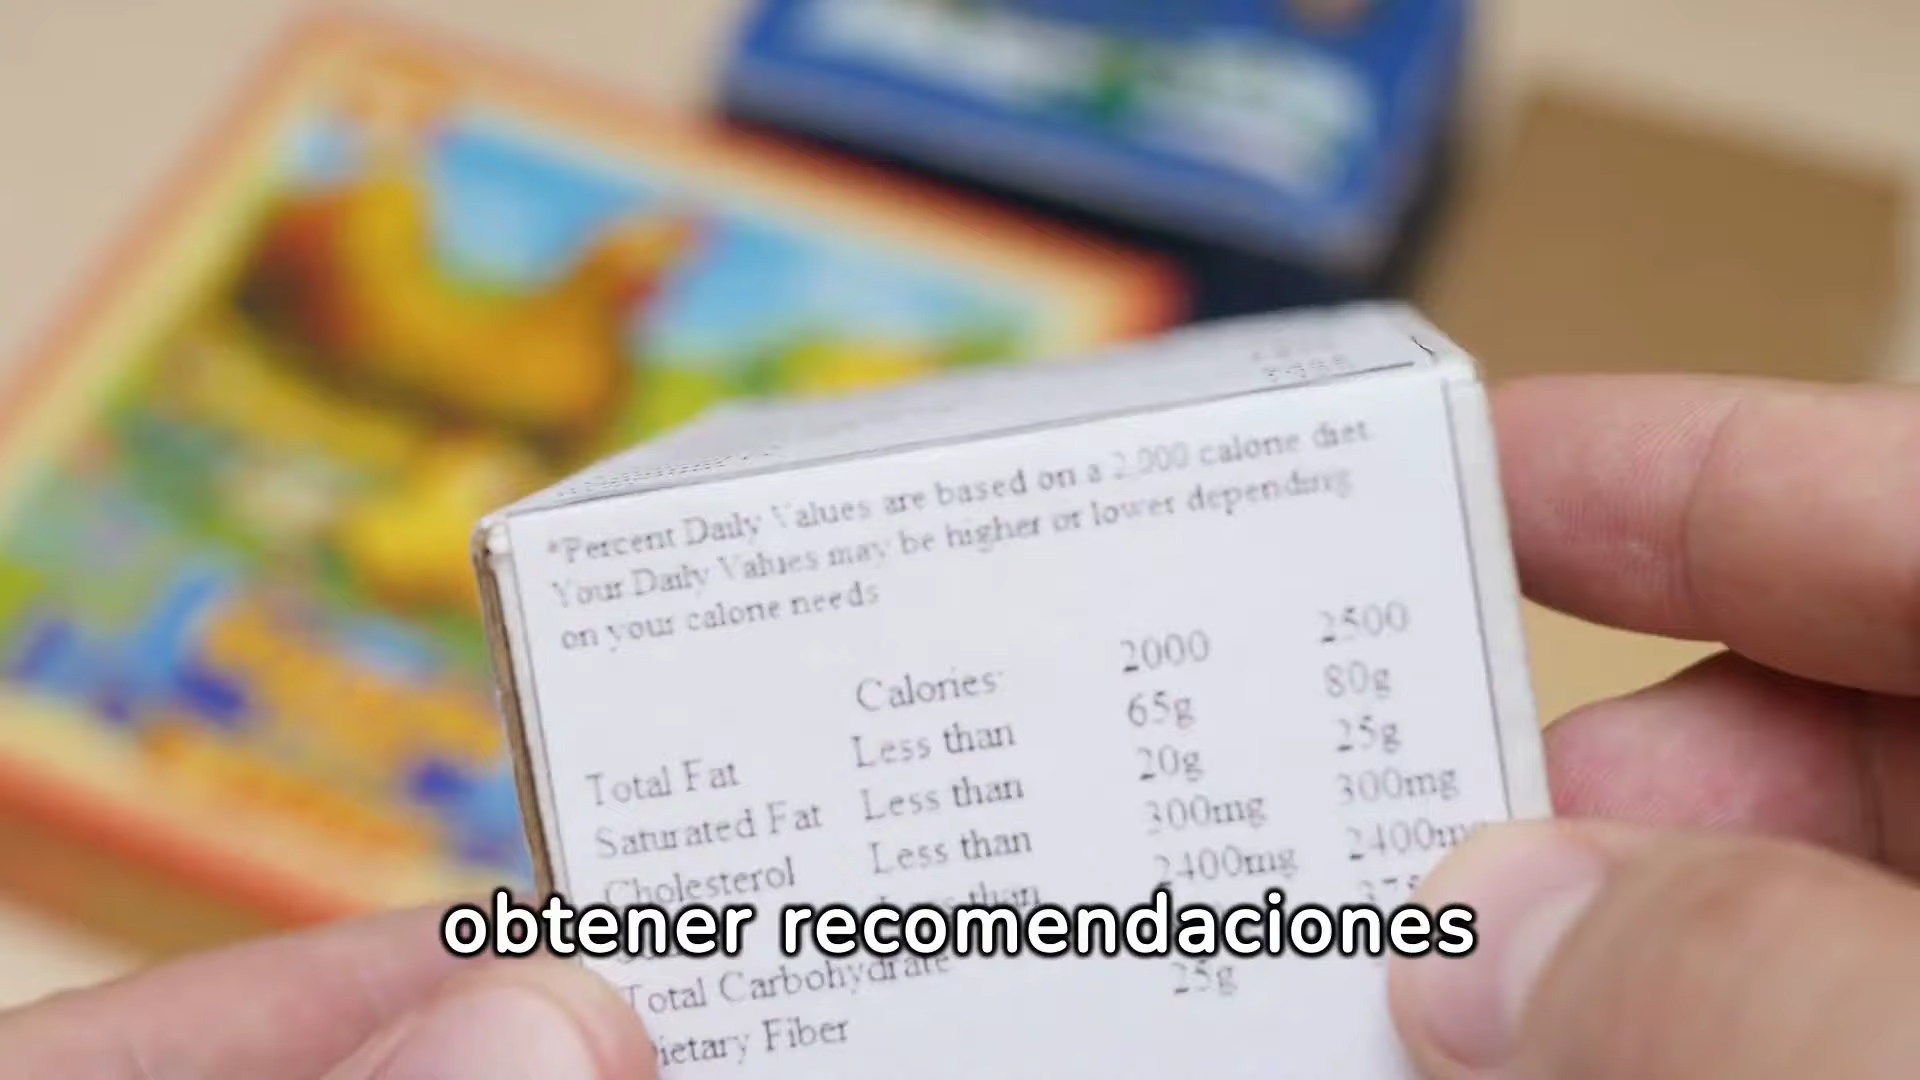 *Percent Daily Values are based on a 2,000 calorie diet.
Your Daily Values may be higher or lower depending
on your calorie needs
Calories 2000 2500
Total Fat Less than 65g 80g
Saturated Fat Less than 20g 25g
Cholesterol Less than 300mg 300mg
than 2400mg 2400mg
Total Carbohydrate
Dietary Fiber 25g
obtener recomendaciones